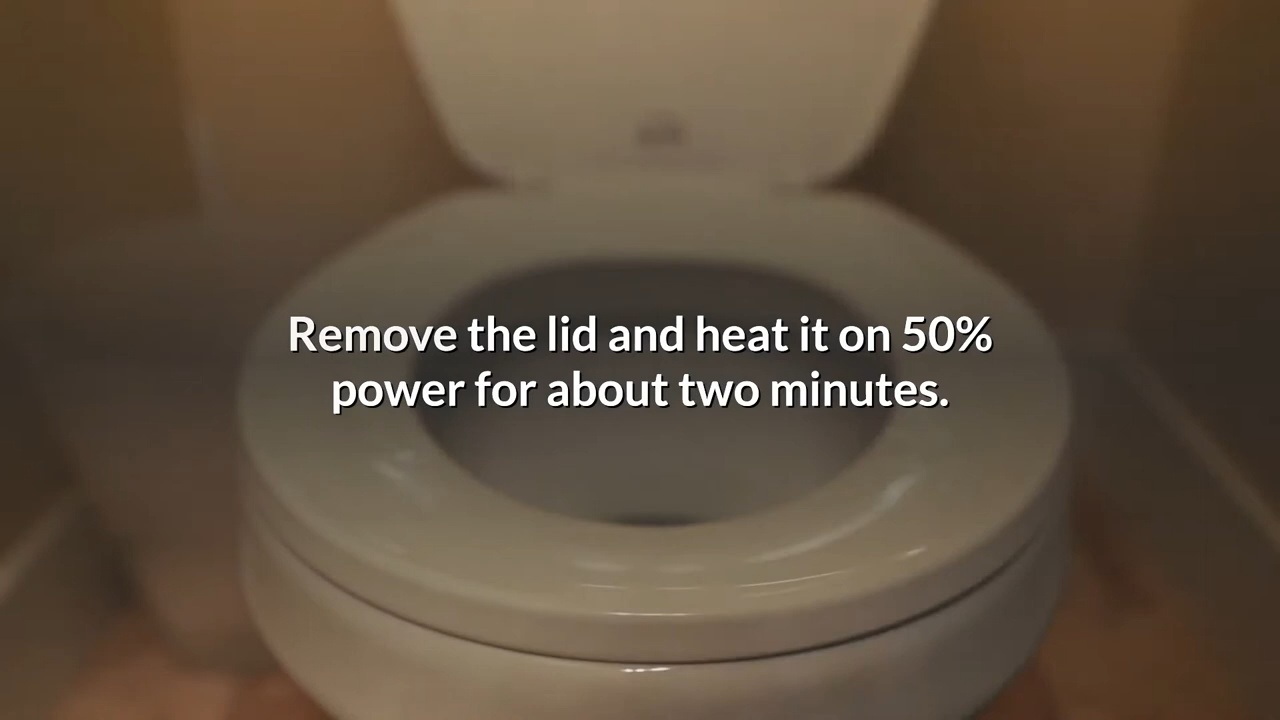 Remove the lid and heat it on 50%
power for about two minutes.